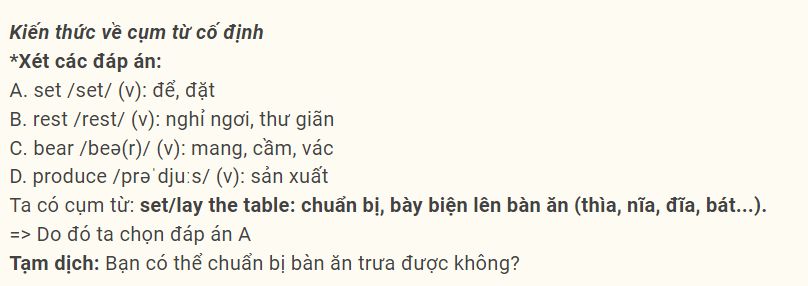 Kiến thức về cụm từ cố định
*Xét các đáp án:
A. set /set/ (v): để, đặt
B. rest /rest/ (v): nghỉ ngơi, thư giãn
C. bear /beə(r)/ (v): mang, cầm, vác
D. produce /prəˈdjuːs/ (v): sản xuất
Ta có cụm từ: set/lay the table: chuẩn bị, bày biện lên bàn ăn (thìa, nĩa, đĩa, bát...).
=> Do đó ta chọn đáp án A
Tạm dịch: Bạn có thể chuẩn bị bàn ăn trưa được không?